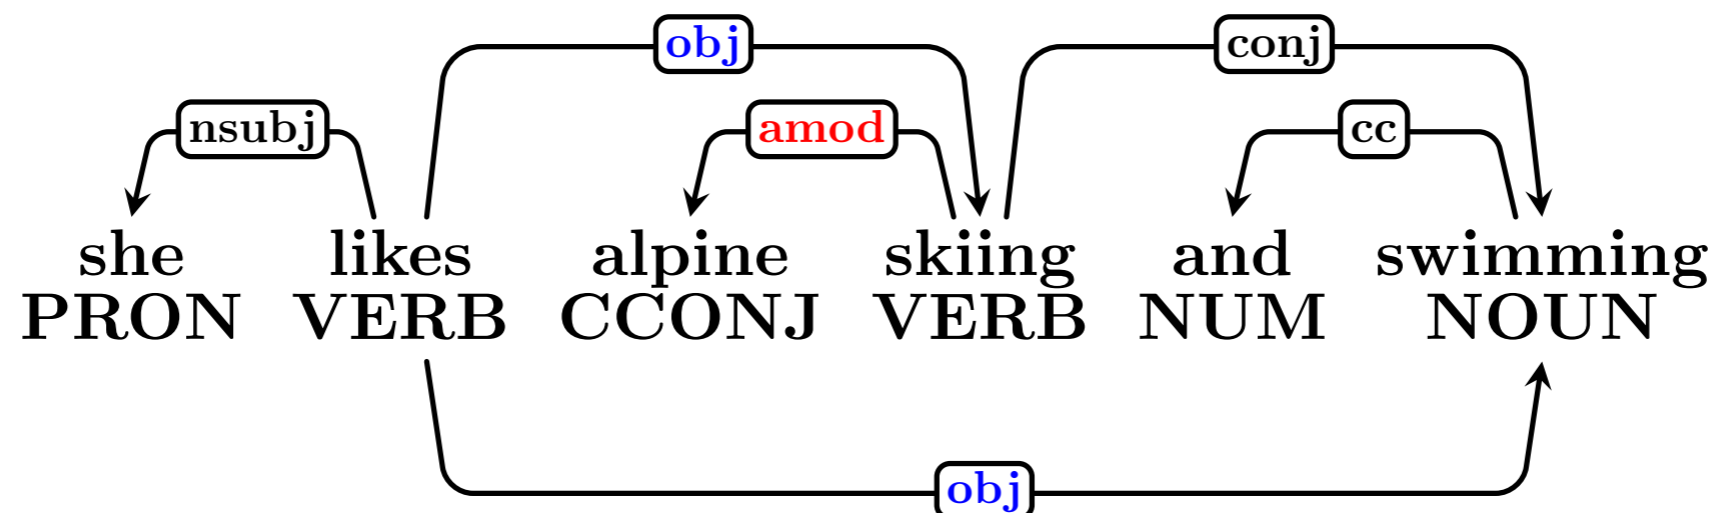 obj conj
nsubj amod cc
she likes alpine skiing and swimming
PRON VERB CCONJ VERB NUM NOUN
obj